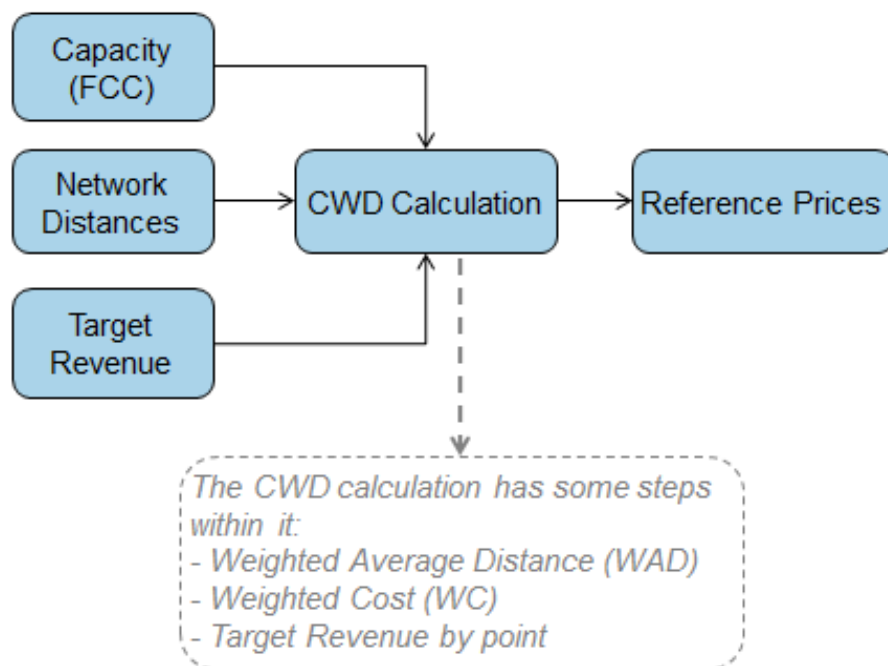 Capacity
(FCC)
Network
Distances
CWD Calculation
Reference Prices
Target
Revenue
The CWD calculation has some steps
within it:
- Weighted Average Distance (WAD)
- Weighted Cost (WC)
- Target Revenue by point